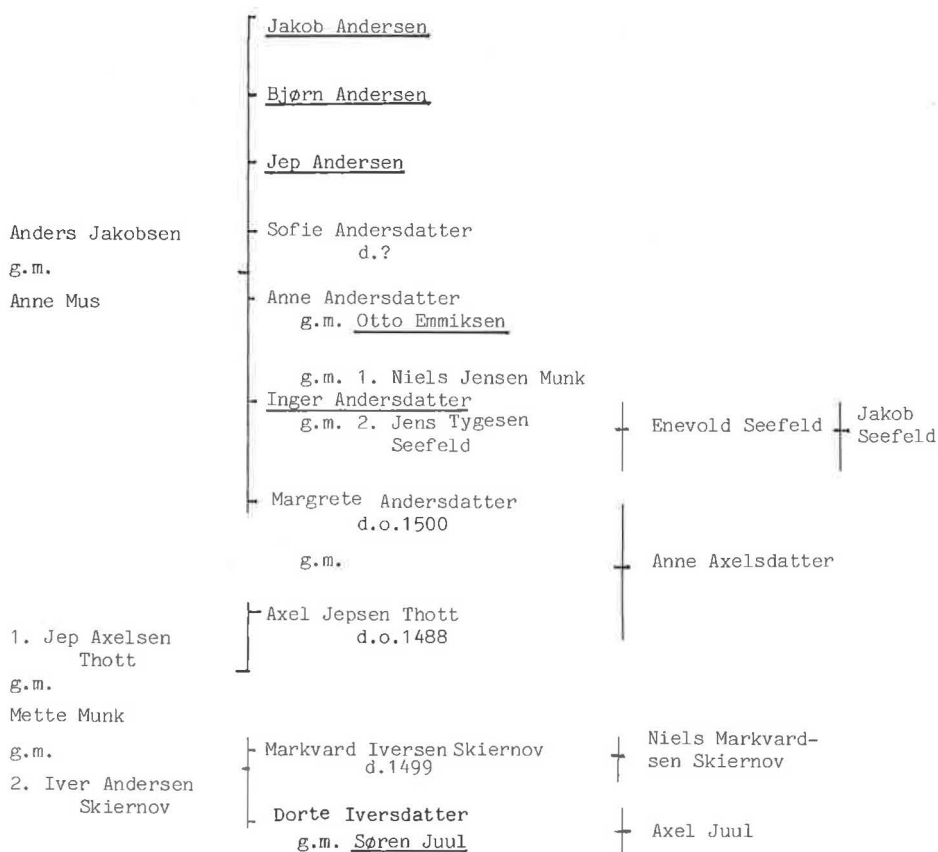 Jakob Andersen
Bjørn Andersen
Jep Andersen
Anders Jakobsen
g.m.
Anne Mus
Sofie Andersdatter
d.?
Anne Andersdatter
g.m. Otto Emmiksen
g.m. 1. Niels Jensen Munk
Inger Andersdatter
g.m. 2. Jens Tygesen
Seefeld
Enevold Seefeld
Jakob
Seefeld
Margrete Andersdatter
d.o.1500
g.m.
Anne Axelsdatter
Axel Jepsen Thott
d.o.1488
1. Jep Axelsen
Thott
g.m.
Mette Munk
g.m.
2. Iver Andersen
Skiernov
Markvard Iversen Skiernov
d.1499
Niels Markvard-
sen Skiernov
Dorte Iversdatter
g.m. Søren Juul
Axel Juul